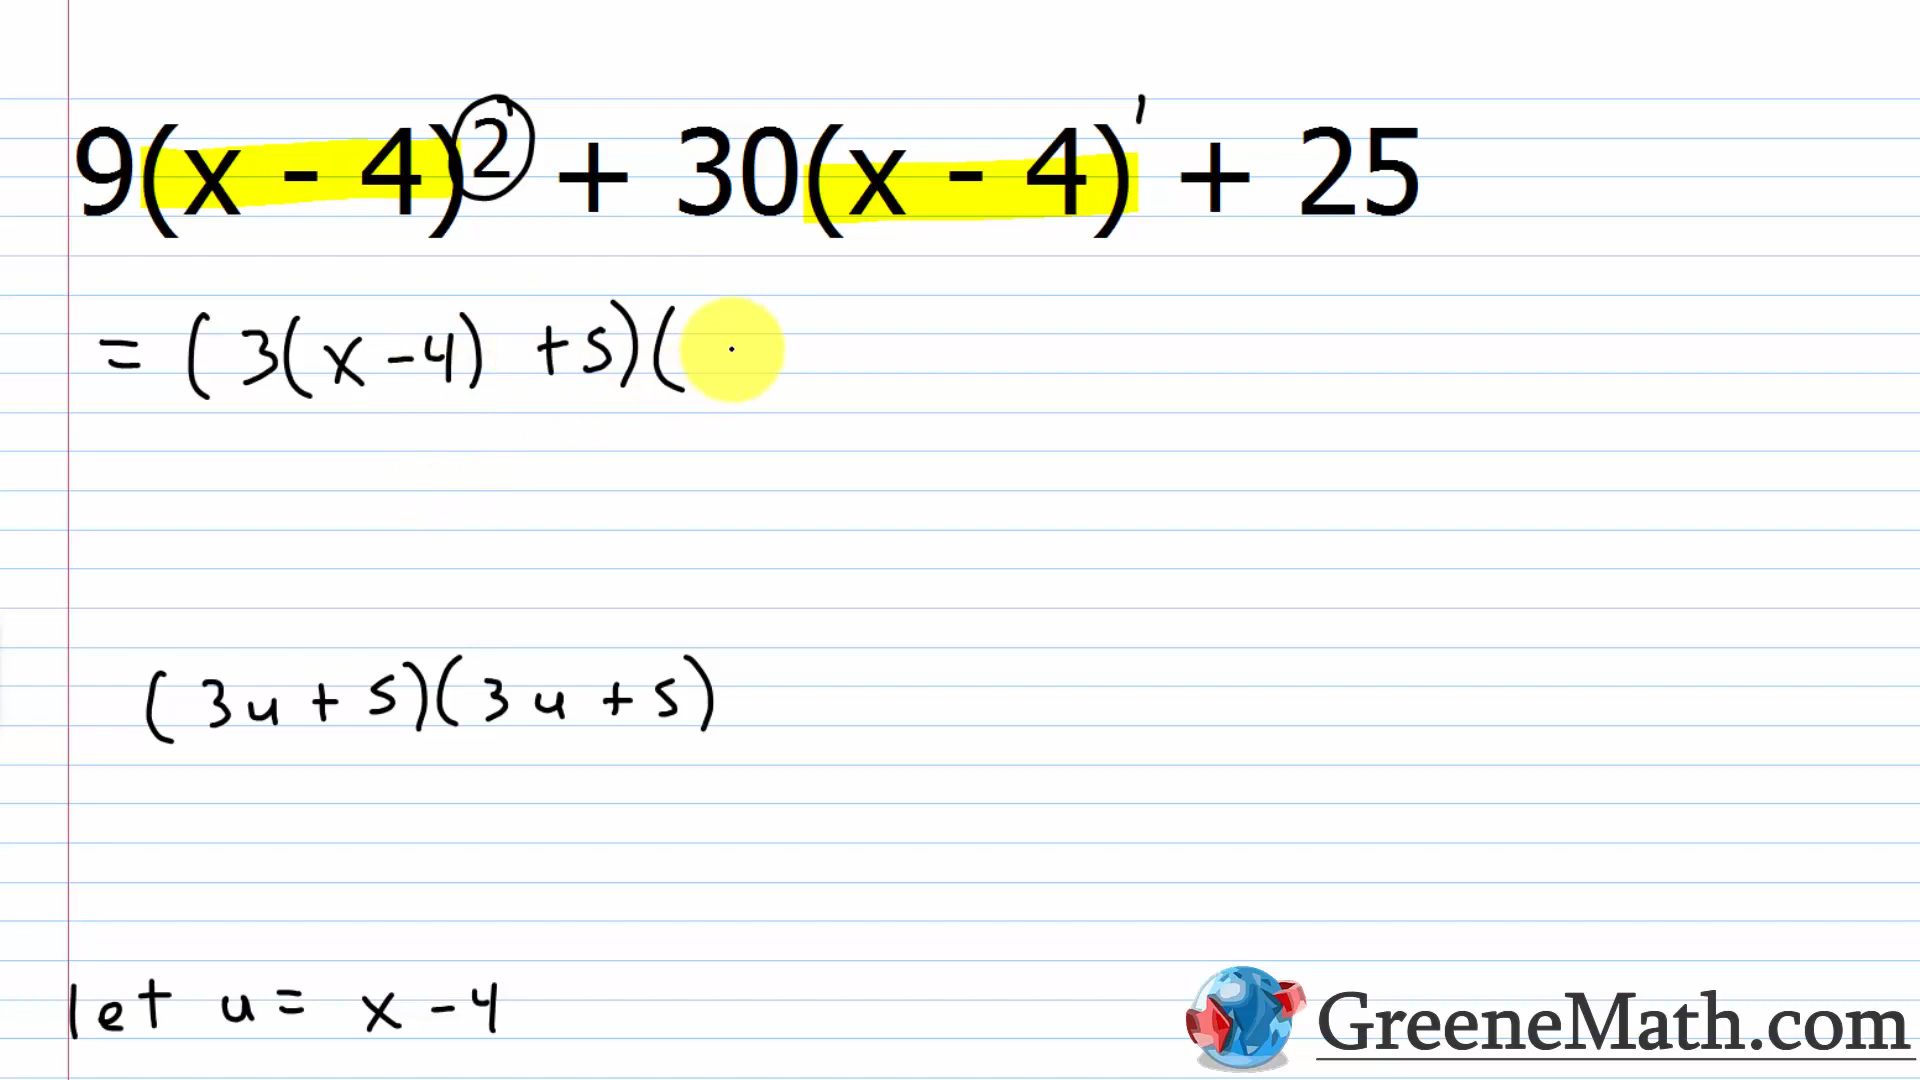 9(x - 4)² + 30(x - 4)¹ + 25
= (3(x - 4) + 5)(
(3u + 5)(3u + 5)
let u = x - 4
GreeneMath.com